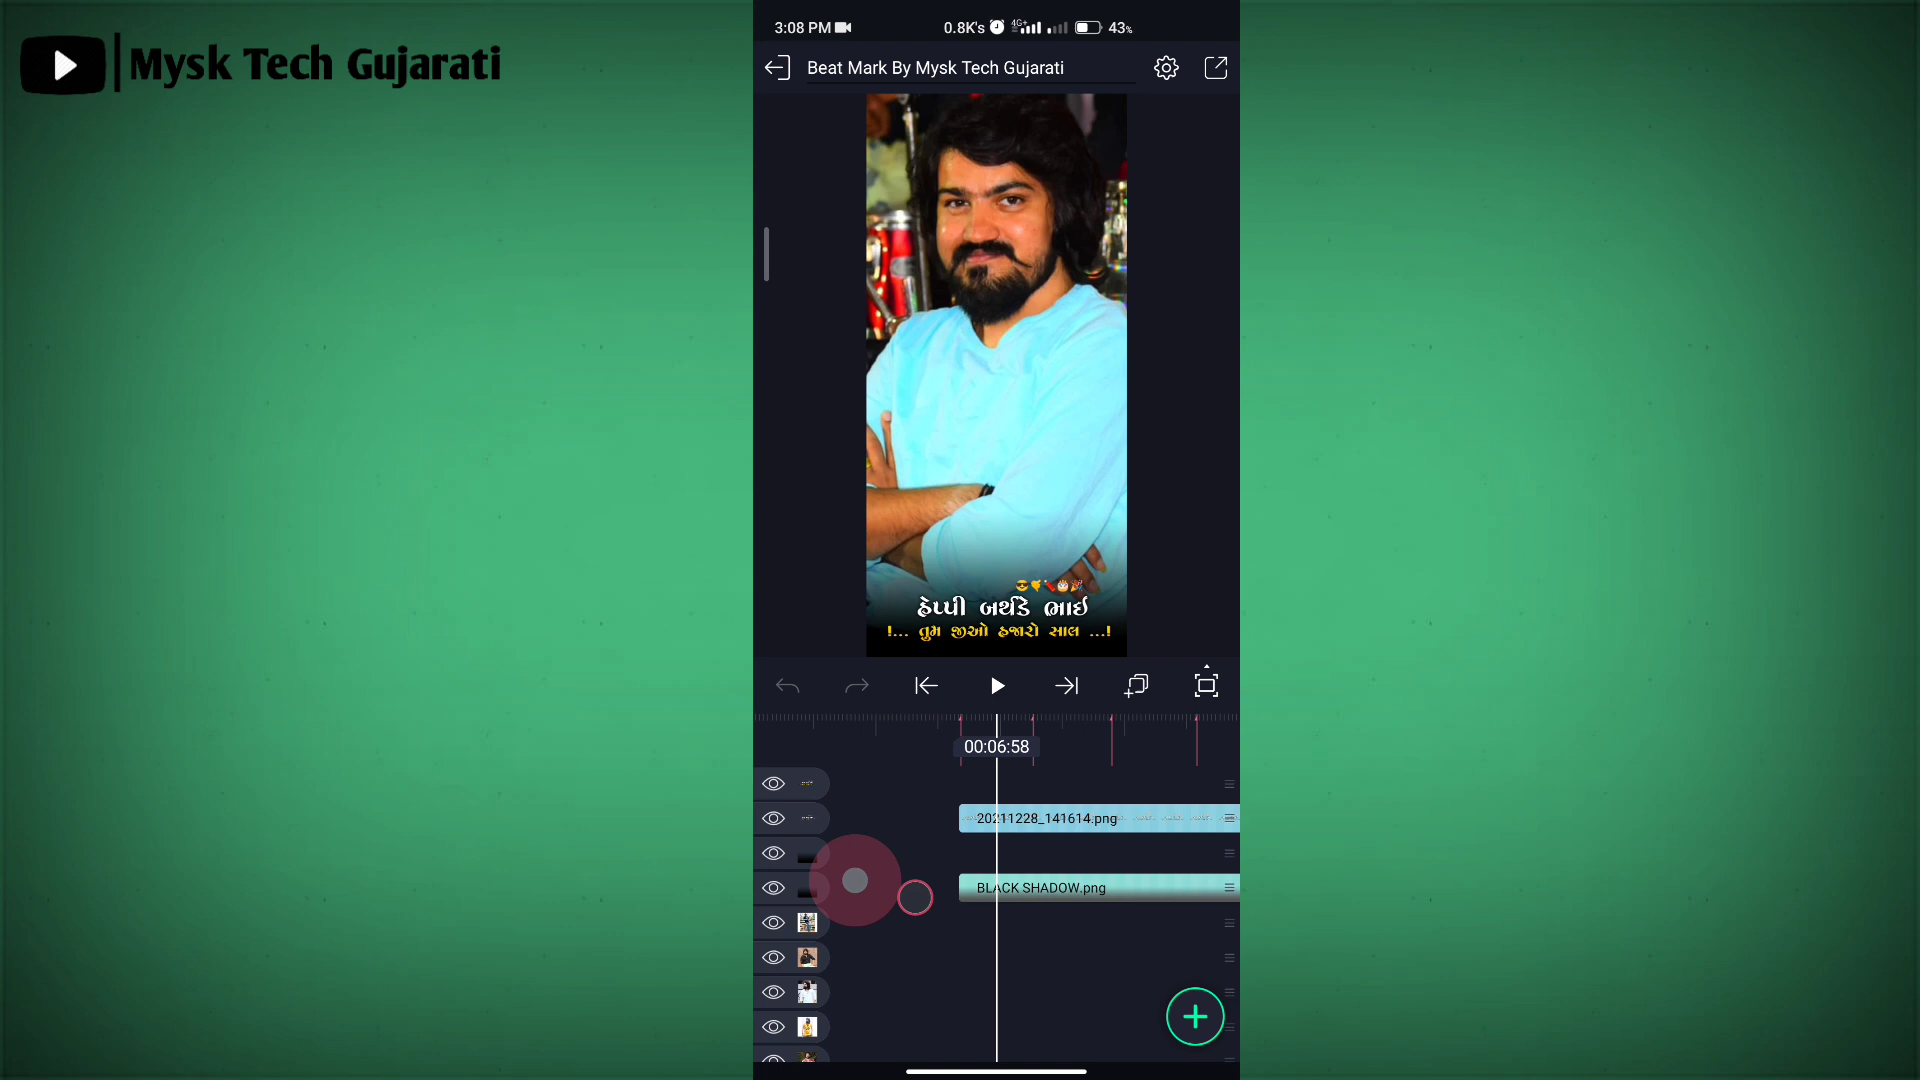 Mysk Tech Gujarati
3:08 PM
0.8K's
4G+
43%
Beat Mark By Mysk Tech Gujarati
હેપ્પી બર્થડે ભાઈ
!... તુમ જીઓ હજારો સાલ ...!
00:06:58
20211228_141614.png
BLACK SHADOW.png